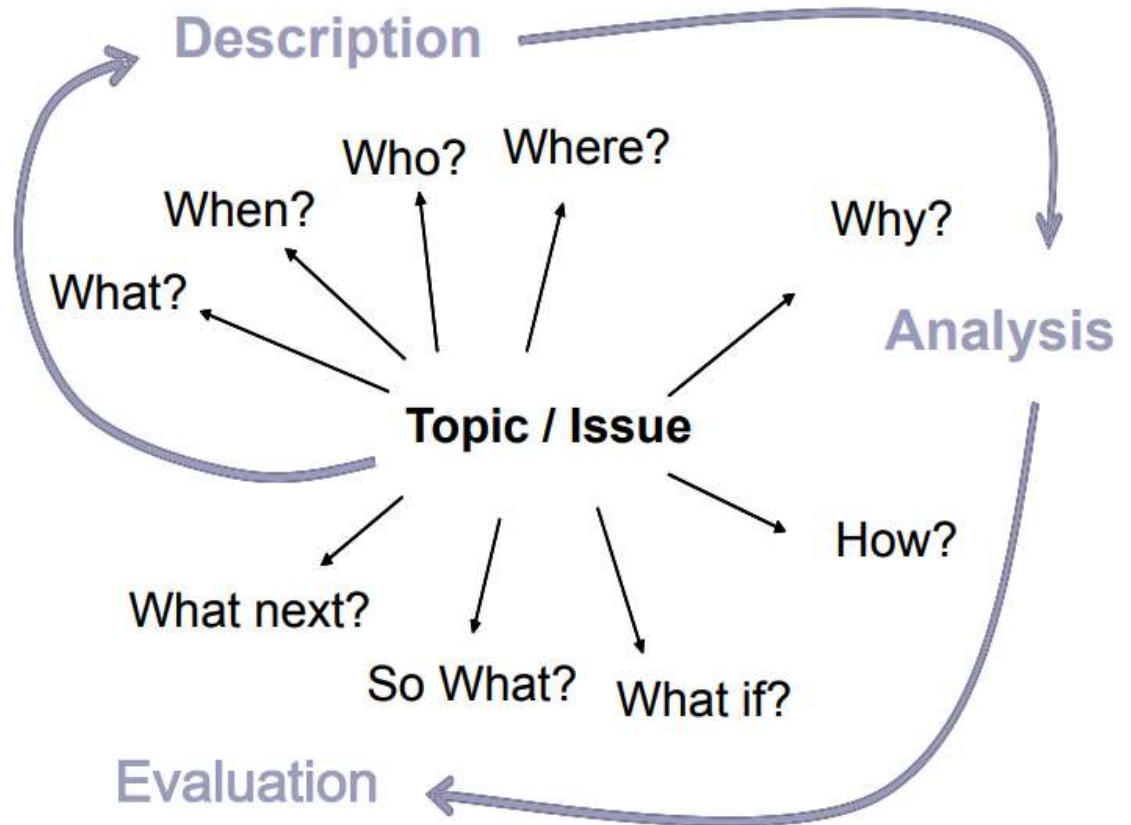 Description
Who?
Where?
When?
Why?
What?
Analysis
Topic / Issue
How?
What next?
So What?
What if?
Evaluation